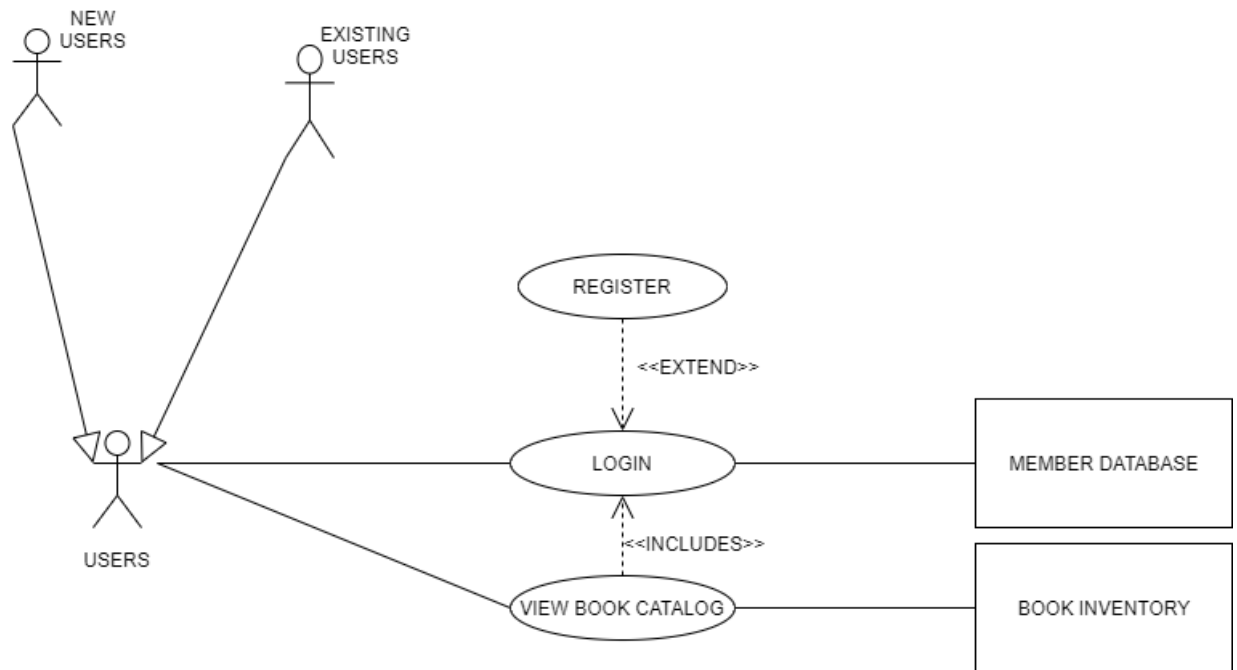 NEW
USERS
EXISTING
USERS
REGISTER
<<EXTEND>>
LOGIN
MEMBER DATABASE
<<INCLUDES>>
USERS
VIEW BOOK CATALOG
BOOK INVENTORY